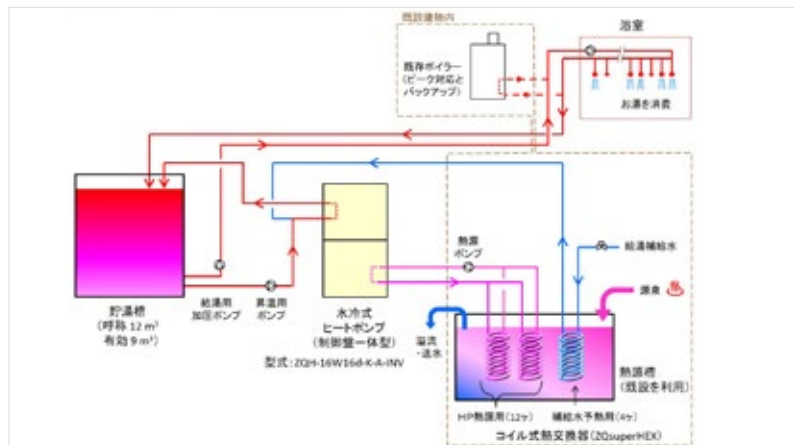 既設建物内
浴室
既存ボイラー
(ピーク対応と
バックアップ)
お湯を消費
熱源
ポンプ
給湯補給水
源泉
貯湯槽
(呼称 12 m³
有効 9 m³)
給湯用
加圧ポンプ
昇温用
ポンプ
水冷式
ヒートポンプ
(制御盤一体型)
型式:ZQH-16W16d-K-A-INV
溢流
・送水
熱源槽
(既設を利用)
HP熱源用(12ヶ)
補給水予熱用(4ヶ)
コイル式熱交換器(ZQsuperHEX)